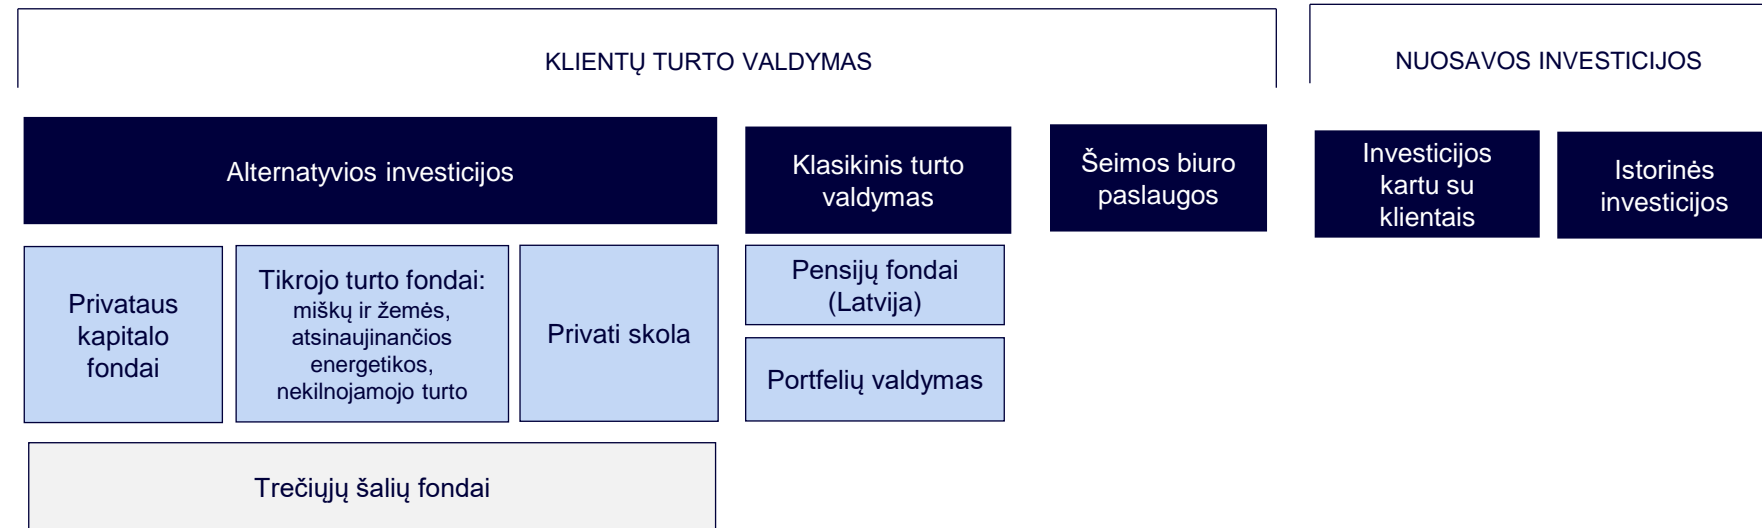 KLIENTŲ TURTO VALDYMAS
NUOSAVOS INVESTICIJOS
Alternatyvios investicijos
Klasikinis turto
valdymas
Šeimos biuro
paslaugos
Investicijos
kartu su
klientais
Istorinės
investicijos
Privataus
kapitalo
fondai
Tikrojo turto fondai:
miškų ir žemės,
atsinaujinančios
energetikos,
nekilnojamojo turto
Privati skola
Pensijų fondai
(Latvija)
Portfelių valdymas
Trečiųjų šalių fondai